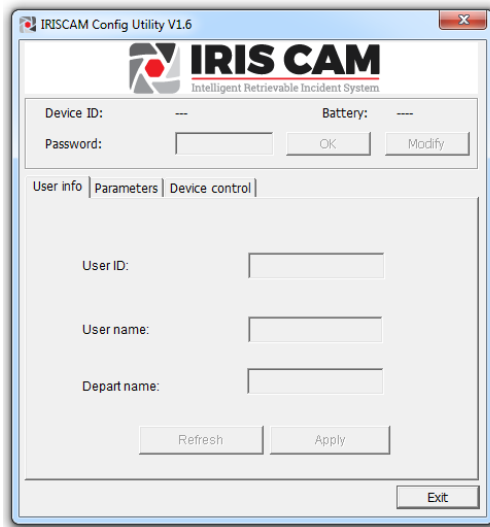 IRISCAM Config Utility V1.6
IRIS CAM
Intelligent Retrievable Incident System
Device ID: --- Battery: ----
Password: OK Modify
User info Parameters Device control
User ID:
User name:
Depart name:
Refresh Apply
Exit